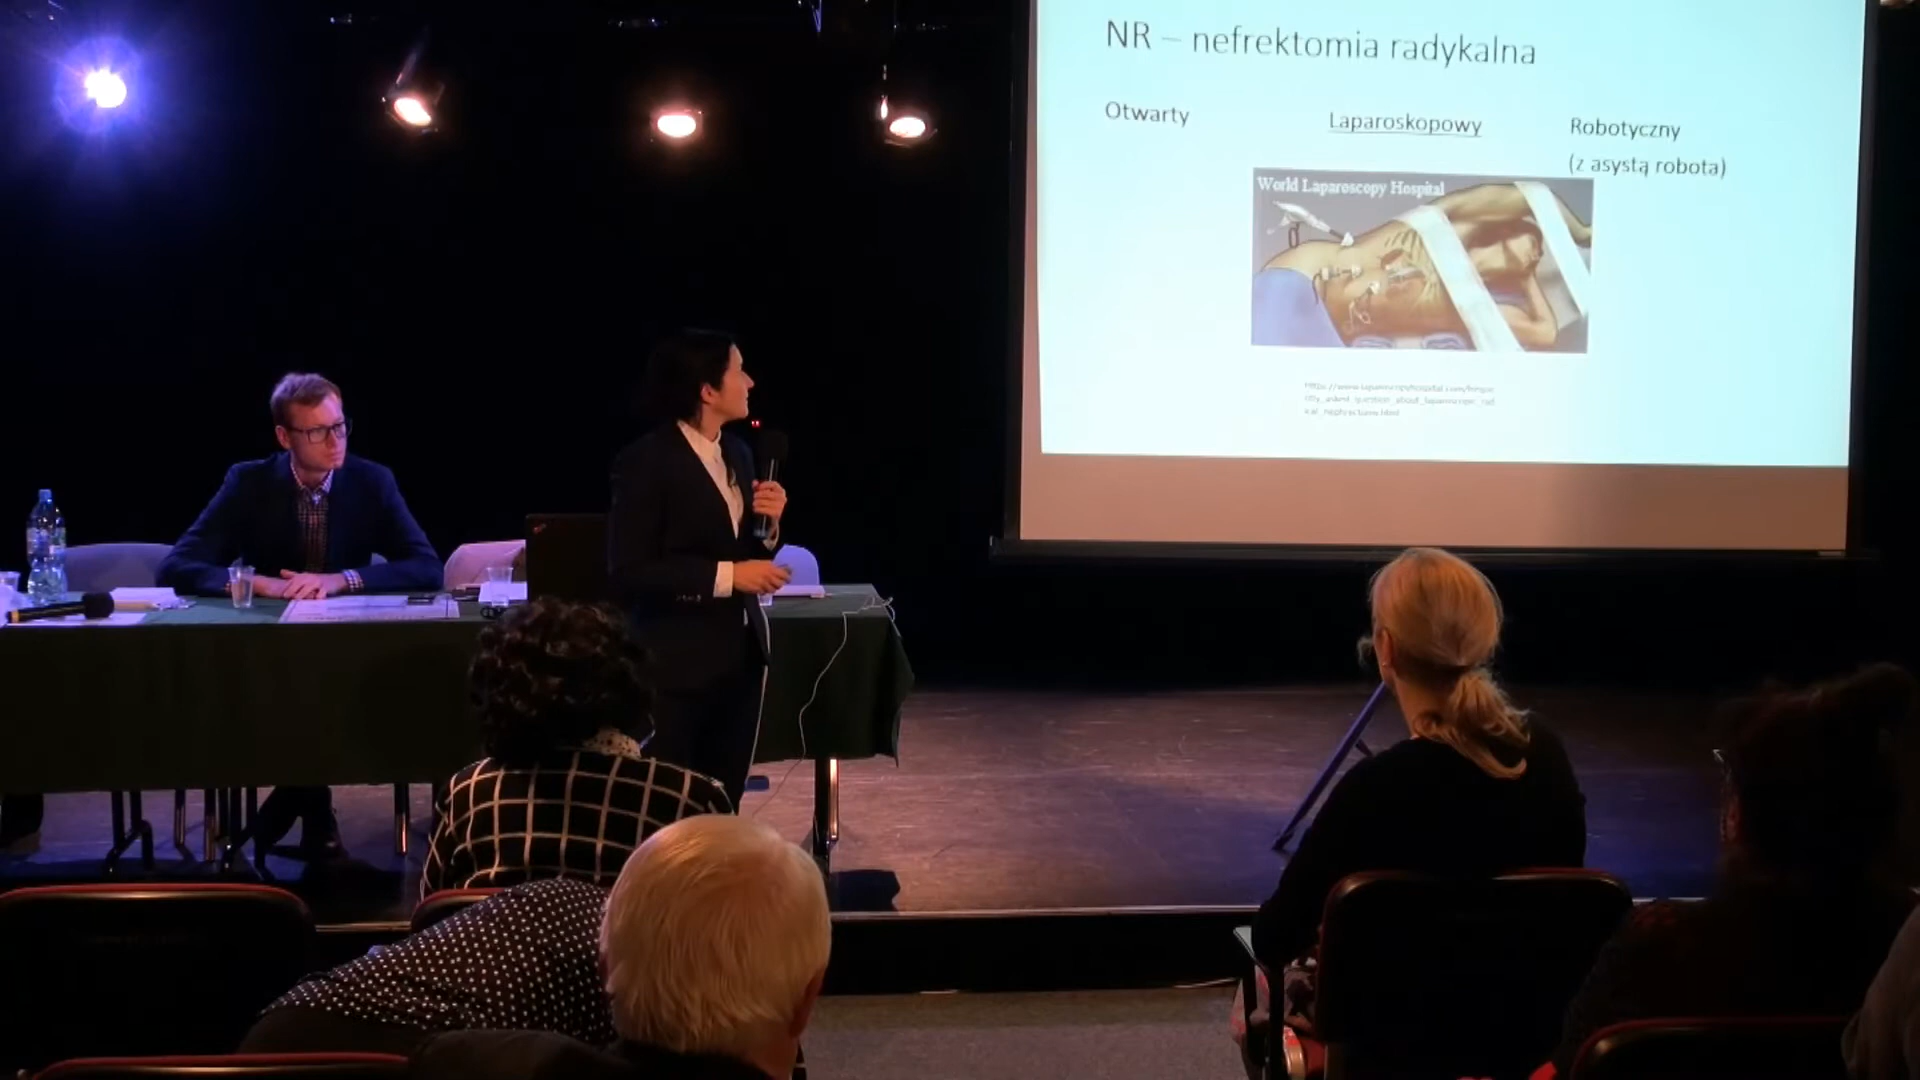 NR – nefrektomia radykalna
Otwarty
Laparoskopowy
Robotyczny
(z asystą robota)
World Laparoscopy Hospital